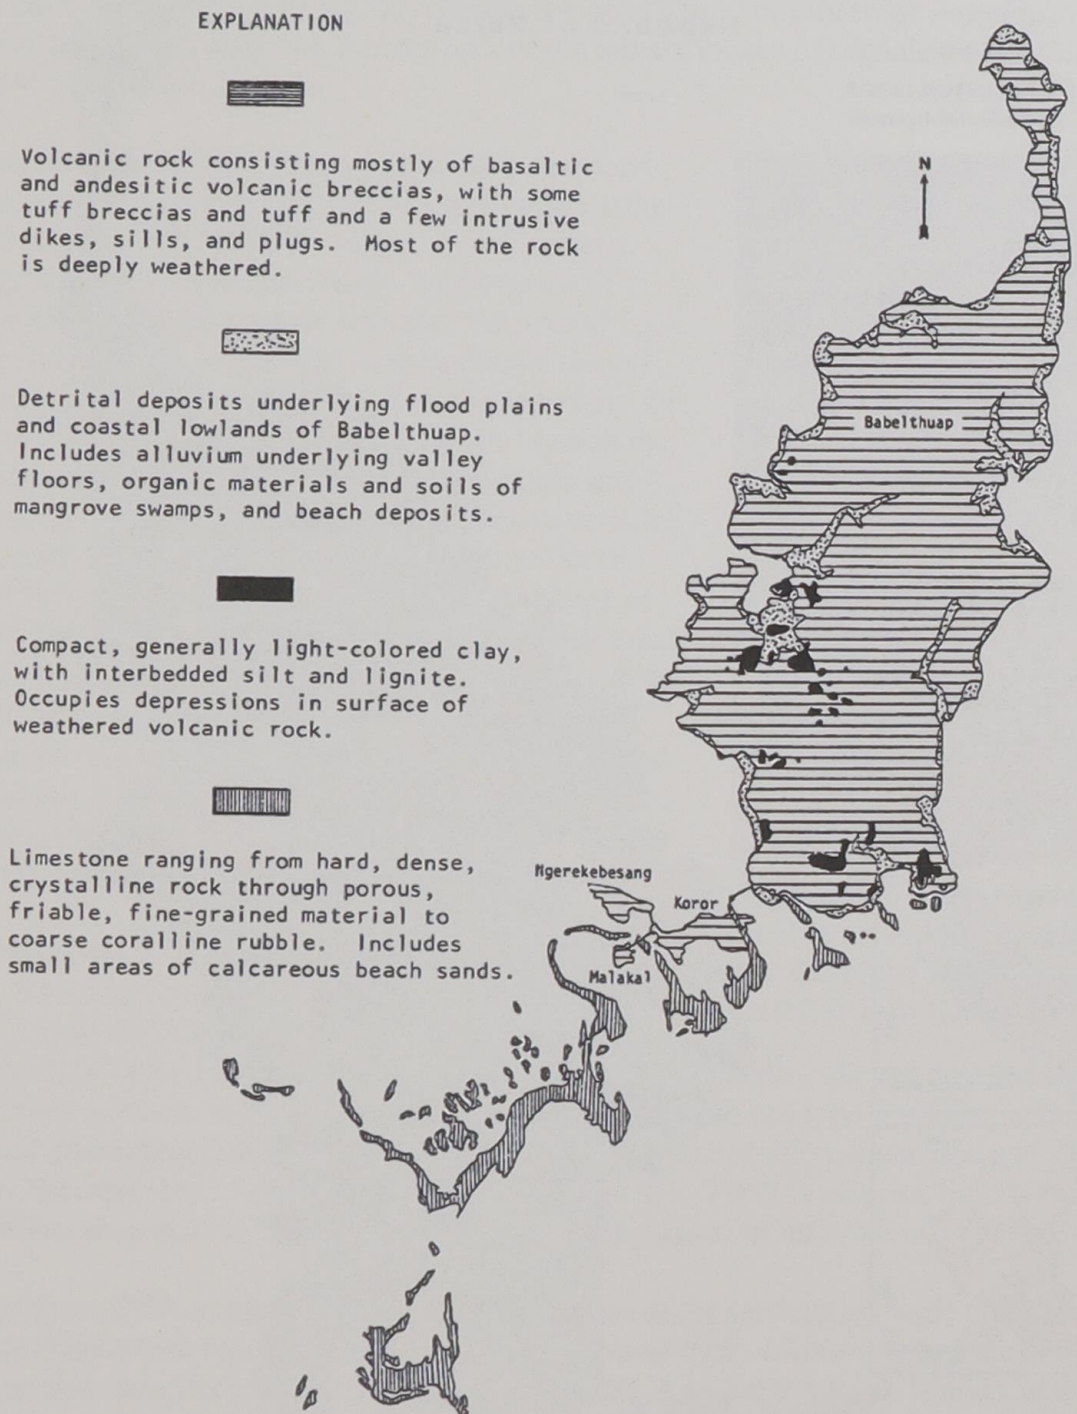 EXPLANATION
Volcanic rock consisting mostly of basaltic
and andesitic volcanic breccias, with some
tuff breccias and tuff and a few intrusive
dikes, sills, and plugs. Most of the rock
is deeply weathered.
Detrital deposits underlying flood plains
and coastal lowlands of Babelthuap.
Includes alluvium underlying valley
floors, organic materials and soils of
mangrove swamps, and beach deposits.
Compact, generally light-colored clay,
with interbedded silt and lignite.
Occupies depressions in surface of
weathered volcanic rock.
Limestone ranging from hard, dense,
crystalline rock through porous,
friable, fine-grained material to
coarse coralline rubble. Includes
small areas of calcareous beach sands.
N
Babelthuap
Ngerekebesang
Koror
Malakal